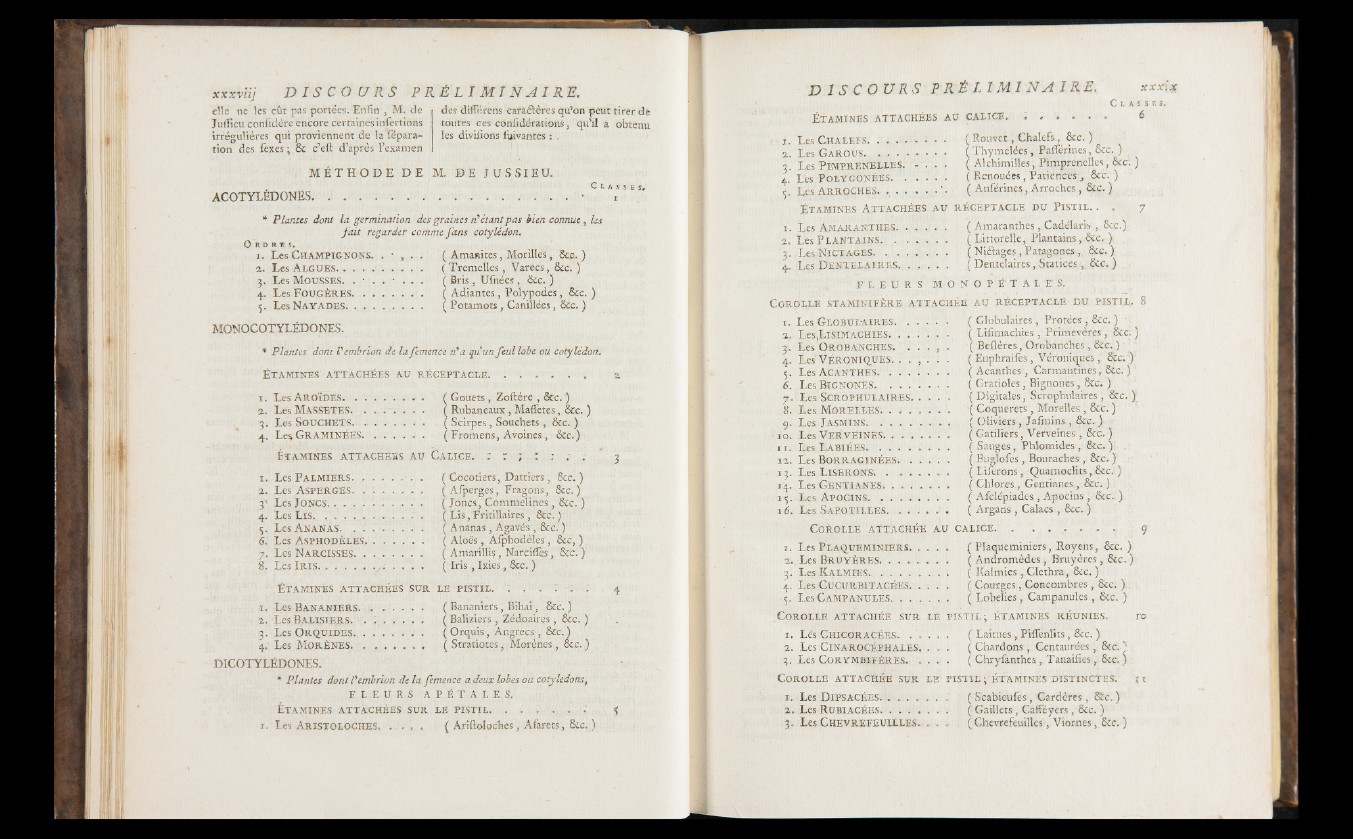 xxxviij DISCOURS PRÉLIMINAIRE.
elle ne les eût pas portées. Enfin, M. de
Juſſieu conſidére encore certaines inſertions
irrégulières qui proviennent de la ſépara-
tion des ſexes ; & c'eſt d'après l'examen
des différens caractères qu'on peut tirer de
toutes ces conſidérations, qu'il a obtenu
les diviſions ſuivantes :
MÉTHODE DE M. DE JUSSIEU.
CLASSES.
ACOTYLÉDONES. . . . . . . . . . . . . . . . . . 1
* Plantes dont la germination des graines n'étant pas bien connue, les
fait regarder comme ſans cotylédon.
ORDRES.
1. Les CHAMPIGNONS. . . . . . ( Amanites, Morilles, &c. )
2. Les ALGUES. . . . . . . . . . ( Tremelles, Varecs, &c. )
3. Les MOUSSES. . . . . . . . ( Bris, Uſnées, &c. )
4. Les FOUGÈRES. . . . . . . . ( Adiantes, Polypodes, &c. )
5. Les NAYADES. . . . . . . . . ( Potamots, Canillées, &c. )
MONOCOTYLÉDONES.
* Plantes dont l'embrion de la ſemence n'a qu'un ſeul lobe ou cotylédon.
ÉTAMINES ATTACHÉES AU RÉCEPTACLE. . . . . . . 2
1. Les AROÏDES. . . . . . . . . ( Gouets, Zoſtère, &c. )
2. Les MASSETES. . . . . . . . ( Rubaneaux, Maſſetes, &c. )
3. Les SOUCHETS. . . . . . . . ( Scirpes, Souchets, &c. )
4. Les GRAMINÉES. . . . . . . ( Fromens, Avoines, &c. )
ÉTAMINES ATTACHÉES AU CALICE. . . . . . . 3
1. Les PALMIERS. . . . . . . . ( Cocotiers, Dattiers, &c. )
2. Les ASPERGES. . . . . . . . ( Aſperges, Fragons, &c. )
3. Les JONCS. . . . . . . . . . . ( Joncs, Commélines, &c. )
4. Les LIS. . . . . . . . . . . . ( Lis, Fritillaires, &c. )
5. Les ANANAS. . . . . . . . . ( Ananas, Agavés, &c. )
6. Les ASPHODÈLES. . . . . . . ( Aloës, Aſphodèles, &c, )
7. Les NARCISSES. . . . . . . . ( Amarillis, Narciſſes, &c. )
8. Les IRIS. . . . . . . . . . . ( Iris, Ixies, &c. )
ÉTAMINES ATTACHÉES SUR LE PISTIL. . . . . . . 4
1. Les BANANIERS. . . . . . . ( Bananiers, Bihai, &c. )
2. Les BALISIERS. . . . . . . . ( Baliziers, Zédoaires, &c. )
3. Les ORQUIDES. . . . . . . . ( Orquis, Angrecs, &c. )
4. Les MORÈNES. . . . . . . . ( Stratiotes, Morènes, &c. )
DICOTYLÉDONES.
* Plantes dont l'embrion de la ſemence a deux lobes ou cotyledons,
FLEURS APÉTALES.
ÉTAMINES ATTACHÉES SUR LE PISTIL. . . . . . . 5
1. Les ARISTOLOCHES. . . . . ( Ariſtoloches, Aſarets, &c. )
DISCOURS PRÉLIMINAIRE. xxxix
CLASSES.
ÉTAMINES ATTACHÉES AU CALICE. . . . . . . 6
1. Les CHALEFS. . . . . . . . . ( Rouvet, Chalefs, &c. )
2. Les GAROUS. . . . . . . . . ( Thymelées, Paſſerines, &c. )
3. Les PIMPRENELLES. . . . . ( Alchimilles, Pimprenelles, &c. )
4. Les POLYGONÉES. . . . . . ( Renouées, Patiences, &c. )
5. Les ARROCHES. . . . . . . . ( Anſérines, Arroches, &c. )
ÉTAMINES ATTACHÉES AU RÉCEPTACLE DU PISTIL. . . 7
1. Les AMARANTHES. . . . . . ( Amaranthes, Cadélaris, &c. )
2. Les PLANTAINS. . . . . . . ( Littorelle, Plantains, &c. )
3. Les NICTAGES. . . . . . . . ( Nictages, Patagones, &c. )
4. Les DENTELAIRES. . . . . . ( Dentelaires, Statices, &c. )
FLEURS MONOPÉTALES.
COROLLE STAMINIFÈRE ATTACHÉE AU RÉCEPTACLE DU PISTIL. 8
1. Les GLOBULAIRES. . . . . . ( Globulaires, Protées, &c. )
2. Les LISIMACHIES. . . . . . . ( Liſimachies, Primevères, &c. )
3. Les OROBANCHES. . . . . . ( Beſlères, Orobanches, &c. )
4. Les VÉRONIQUES. . . . . . . ( Euphraiſes, Véroniques, &c. )
5. Les ACANTHES. . . . . . . . ( Acanthes, Carmantines, &c. )
6. Les BIGNONES. . . . . . . . ( Gratioles, Bignones, &c. )
7. Les SCROPHULAIRES. . . . . ( Digitales, Scrophulaires, &c. )
8. Les MORELLES. . . . . . . . ( Coquerets, Morelles, &c. )
9. Les JASMINS. . . . . . . . . ( Oliviers, Jaſmins, &c. )
10. Les VERVEINES. . . . . . . . ( Gatiliers, Verveines, &c. )
11. Les LABIÉES. . . . . . . . . ( Sauges, Phlomides, &c. )
12. Les BORRAGINÉES. . . . . . ( Bugloſes, Bouraches, &c. )
13. Les LISERONS. . . . . . . . ( Liſerons, Quamoclits, &c. )
14. Les GENTIANES. . . . . . . . ( Chlores, Gentianes, &c. )
15. Les APOCINS. . . . . . . . . ( Aſclépiades, Apocins, &c. )
16. Les SAPOTILLES. . . . . . . ( Argans, Calacs, &c. )
COROLLE ATTACHÉE AU CALICE. . . . . . . . 9
1. Les PLAQUEMINIERS. . . . . ( Plaqueminiers, Royens, &c. )
2. Les BRUYÈRES. . . . . . . . ( Andromèdes, Bruyères, &c. )
3. Les KALMIES. . . . . . . . . ( Kalmies, Clethra, &c. )
4. Les CUCURBITACÉES. . . . . ( Courges, Concombres, &c. )
5. Les CAMPANULES. . . . . . . ( Lobelies, Campanules, &c. )
COROLLE ATTACHÉE SUR LE PISTIL ; ÉTAMINES RÉUNIES. 10
1. Les CHICORACÉES. . . . . . ( Laitues, Piſſenlits, &c. )
2. Les CINAROCÉPHALES. . . . ( Chardons, Centaurées, &c. )
3. Les CORYMBIFÈRES. . . . . ( Chryſanthes, Tanaiſies, &c. )
COROLLE ATTACHÉE SUR LE PISTIL ; ÉTAMINES DISTINCTES. 11
1. Les DIPSACÉES. . . . . . . . ( Scabieuſes, Cardères, &c. )
2. Les RUBIACÉES. . . . . . . . ( Gaillets, Caffeyers, &c. )
3. Les CHEVREFEUILLES. . . . ( Chevrefeuilles, Viornes, &c. )